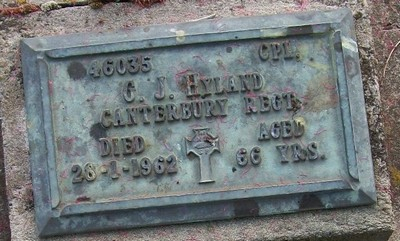 46035 CPL.
C. J. HYLAND
CANTERBURY REGT.
DIED AGED
28-1-1962 66 YRS.